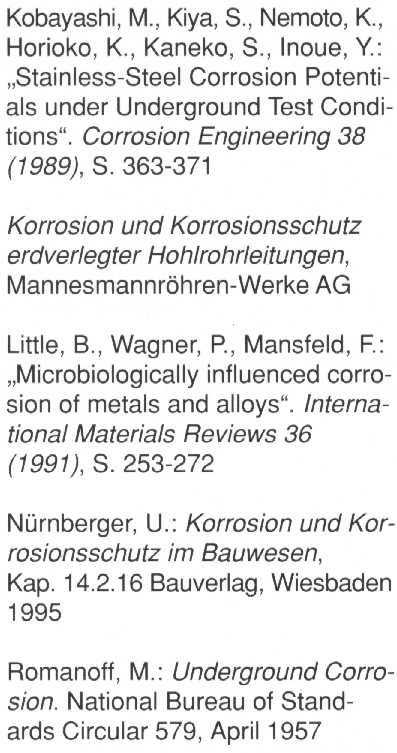 Kobayashi, M., Kiya, S., Nemoto, K.,
Horioko, K., Kaneko, S., Inoue, Y.:
„Stainless-Steel Corrosion Potenti-
als under Underground Test Condi-
tions“. Corrosion Engineering 38
(1989), S. 363-371

Korrosion und Korrosionsschutz
erdverlegter Hohlrohrleitungen,
Mannesmannröhren-Werke AG

Little, B., Wagner, P., Mansfeld, F.:
„Microbiologically influenced corro-
sion of metals and alloys“. Interna-
tional Materials Reviews 36
(1991), S. 253-272

Nürnberger, U.: Korrosion und Kor-
rosionsschutz im Bauwesen,
Kap. 14.2.16 Bauverlag, Wiesbaden
1995

Romanoff, M.: Underground Corro-
sion. National Bureau of Stand-
ards Circular 579, April 1957